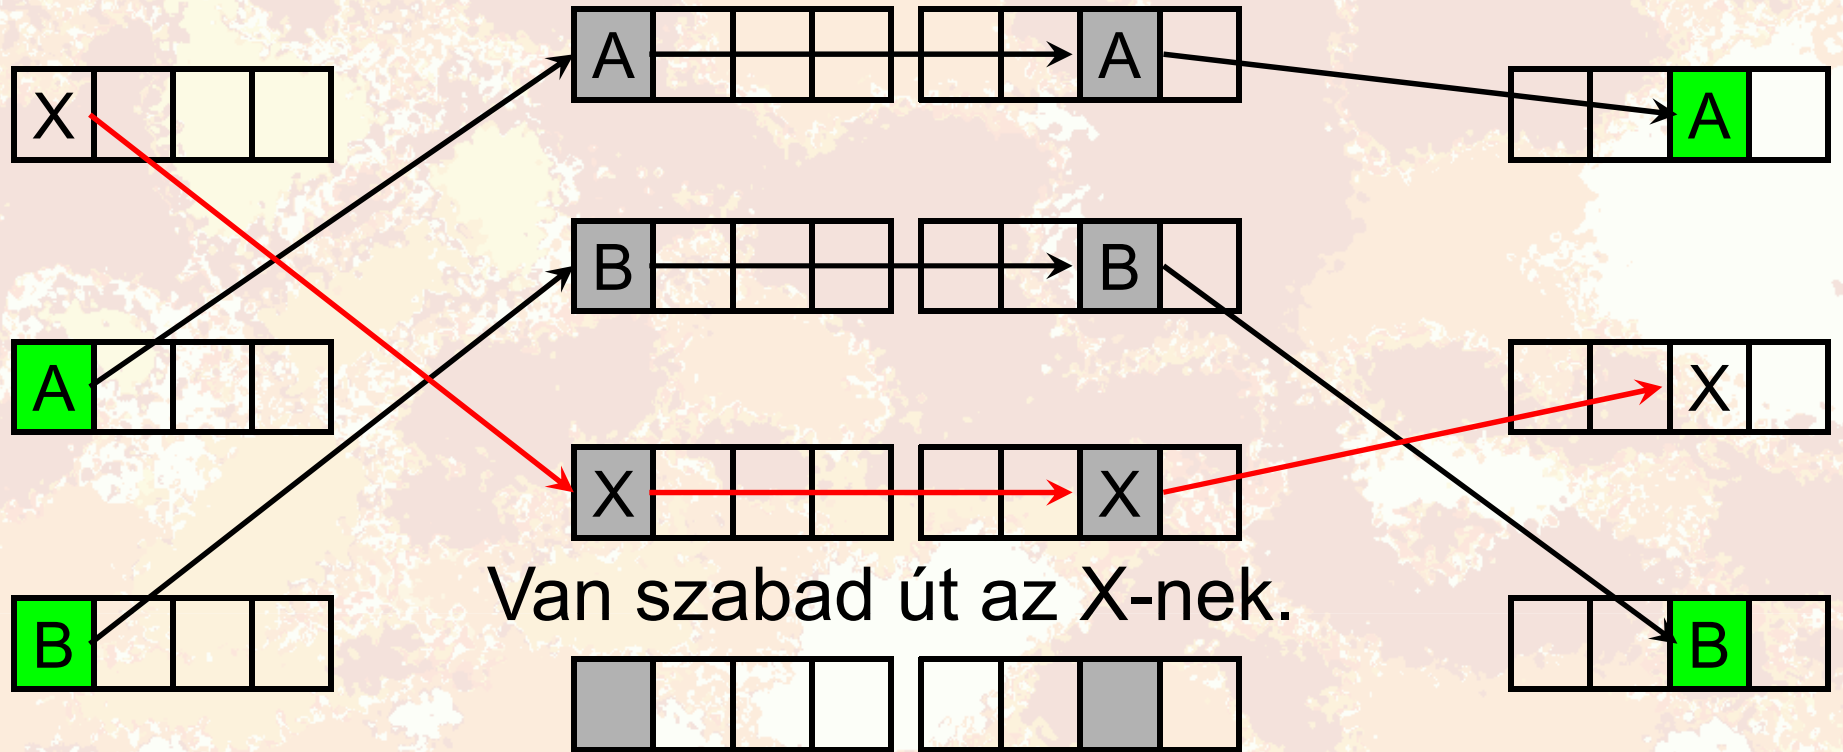 A A
X A
B B
A X
X X
Van szabad út az X-nek.
B B